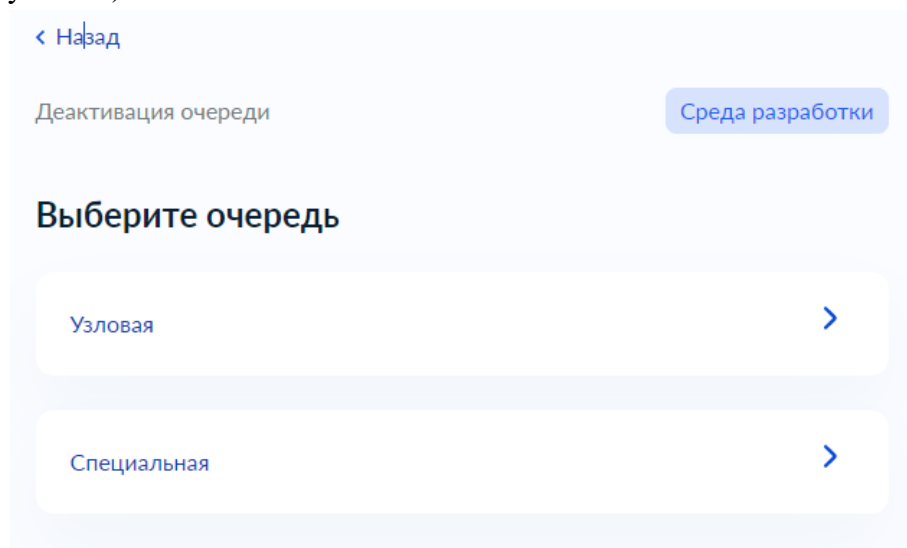 Назад
Деактивация очереди
Среда разработки
Выберите очередь
Узловая
Специальная